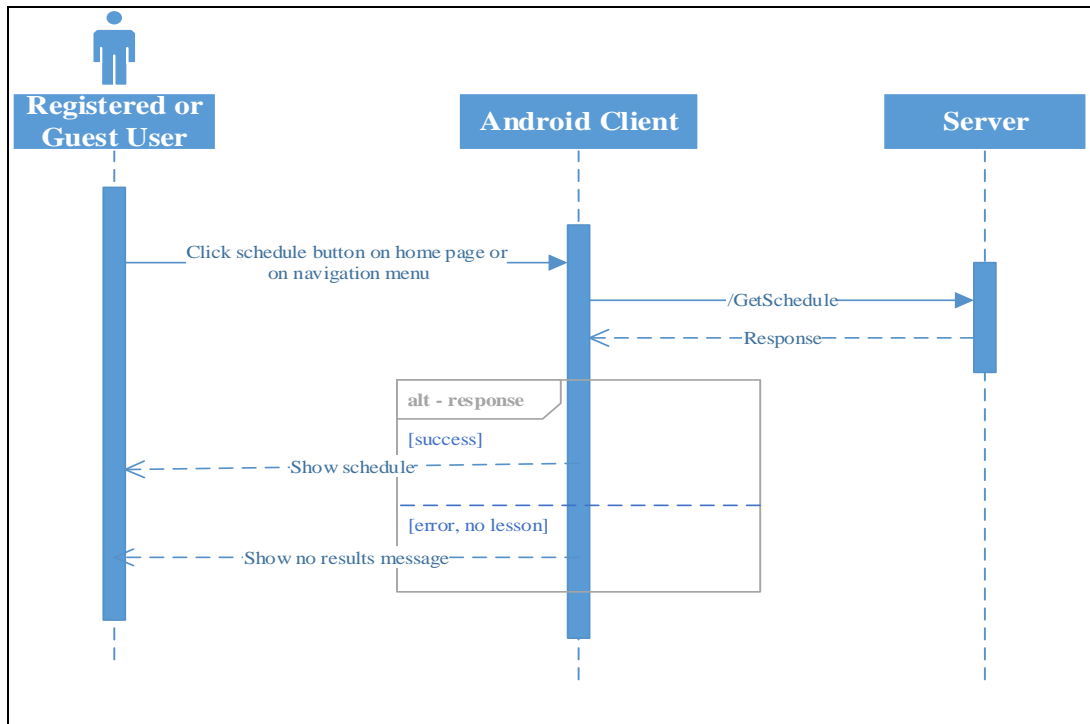 Registered or
Guest User
Android Client
Server
Click schedule button on home page or
on navigation menu
/GetSchedule
Response
alt - response
[success]
Show schedule
[error, no lesson]
Show no results message